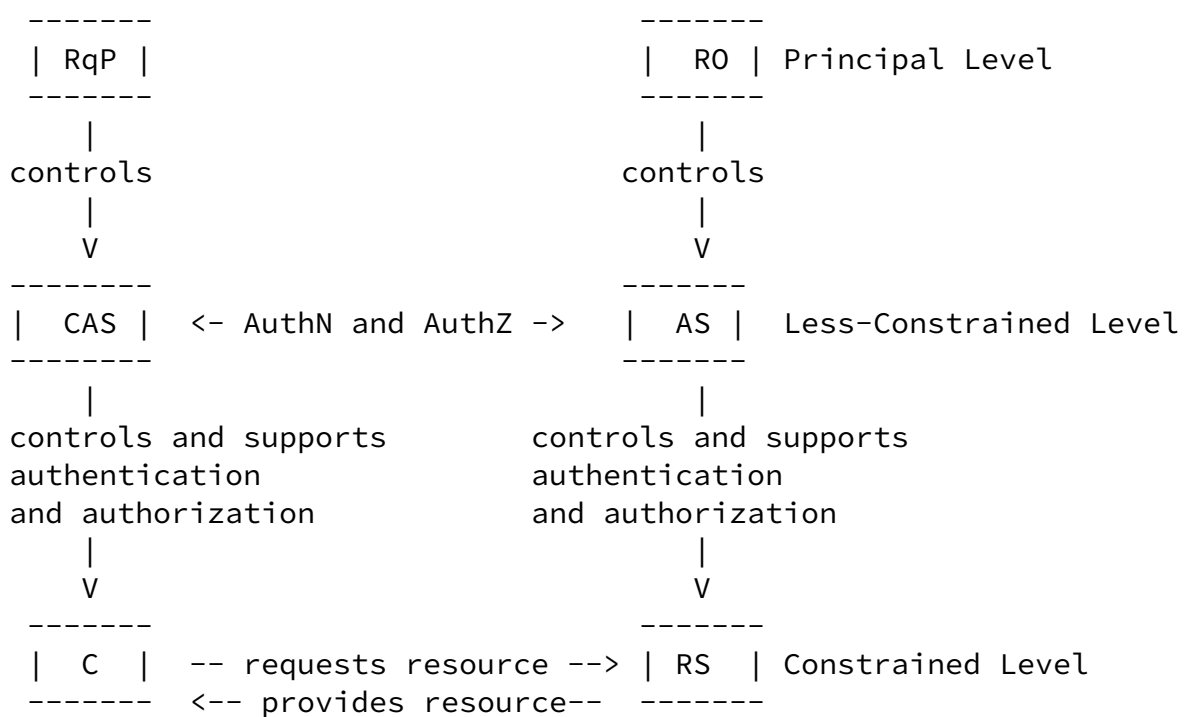 -------                           -------
 | RqP |                           |  RO | Principal Level
 -------                           -------
    |                                 |
controls                          controls
    |                                 |
    V                                 V
--------                          -------
|  CAS |  <- AuthN and AuthZ ->   |  AS |  Less-Constrained Level
--------                          -------
    |                                 |
controls and supports        controls and supports
authentication               authentication
and authorization            and authorization
    |                                 |
    V                                 V
 -------                           -------
 |  C  |  -- requests resource --> | RS  | Constrained Level
 -------  <-- provides resource--  -------